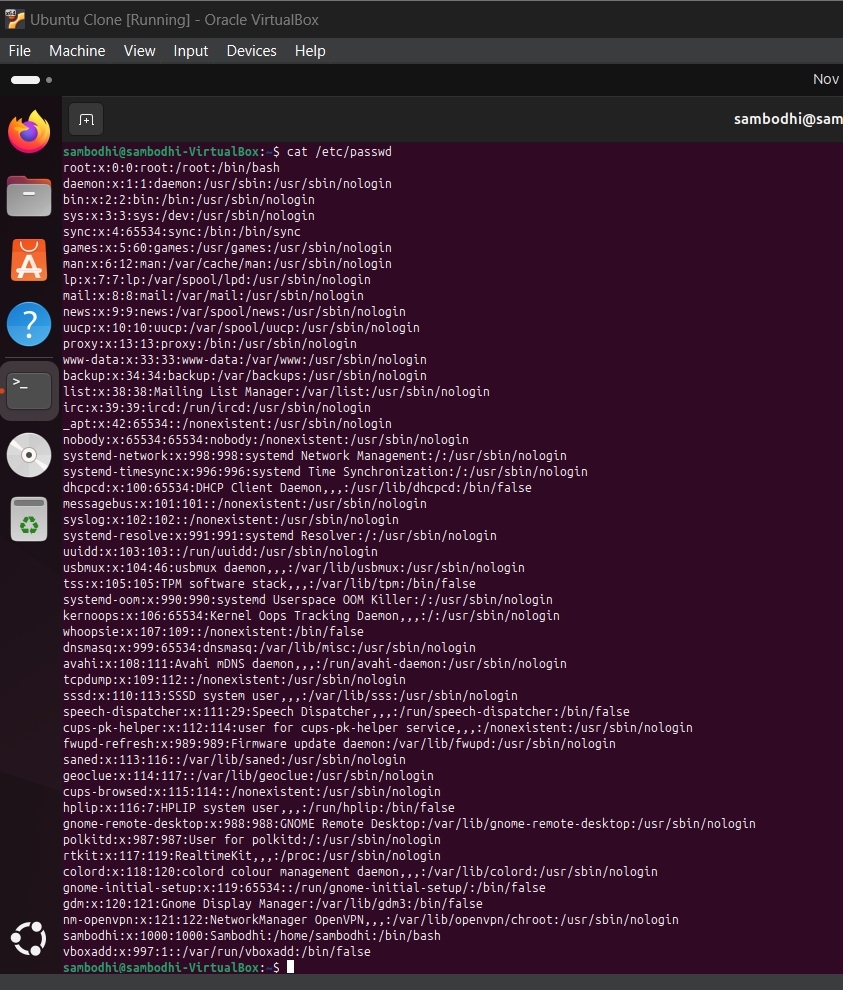 Ubuntu Clone [Running] - Oracle VirtualBox
File Machine View Input Devices Help
Nov
sambodhi@sam
sambodhi@sambodhi-VirtualBox:~$ cat /etc/passwd
root:x:0:0:root:/root:/bin/bash
daemon:x:1:1:daemon:/usr/sbin:/usr/sbin/nologin
bin:x:2:2:bin:/bin:/usr/sbin/nologin
sys:x:3:3:sys:/dev:/usr/sbin/nologin
sync:x:4:65534:sync:/bin:/bin/sync
games:x:5:60:games:/usr/games:/usr/sbin/nologin
man:x:6:12:man:/var/cache/man:/usr/sbin/nologin
lp:x:7:7:lp:/var/spool/lpd:/usr/sbin/nologin
mail:x:8:8:mail:/var/mail:/usr/sbin/nologin
news:x:9:9:news:/var/spool/news:/usr/sbin/nologin
uucp:x:10:10:uucp:/var/spool/uucp:/usr/sbin/nologin
proxy:x:13:13:proxy:/bin:/usr/sbin/nologin
www-data:x:33:33:www-data:/var/www:/usr/sbin/nologin
backup:x:34:34:backup:/var/backups:/usr/sbin/nologin
list:x:38:38:Mailing List Manager:/var/list:/usr/sbin/nologin
irc:x:39:39:ircd:/run/ircd:/usr/sbin/nologin
_apt:x:42:65534::/nonexistent:/usr/sbin/nologin
nobody:x:65534:65534:nobody:/nonexistent:/usr/sbin/nologin
systemd-network:x:998:998:systemd Network Management:/:/usr/sbin/nologin
systemd-timesync:x:996:996:systemd Time Synchronization:/:/usr/sbin/nologin
dhcpcd:x:100:65534:DHCP Client Daemon,,,:/usr/lib/dhcpcd:/bin/false
messagebus:x:101:101::/nonexistent:/usr/sbin/nologin
syslog:x:102:102::/nonexistent:/usr/sbin/nologin
systemd-resolve:x:991:991:systemd Resolver:/:/usr/sbin/nologin
uuidd:x:103:103::/run/uuidd:/usr/sbin/nologin
usbmux:x:104:46:usbmux daemon,,,:/var/lib/usbmux:/usr/sbin/nologin
tss:x:105:105:TPM software stack,,,:/var/lib/tpm:/bin/false
systemd-oom:x:990:990:systemd Userspace OOM Killer:/:/usr/sbin/nologin
kernoops:x:106:65534:Kernel Oops Tracking Daemon,,,:/:/usr/sbin/nologin
whoopsie:x:107:109::/nonexistent:/bin/false
dnsmasq:x:999:65534:dnsmasq:/var/lib/misc:/usr/sbin/nologin
avahi:x:108:111:Avahi mDNS daemon,,,:/run/avahi-daemon:/usr/sbin/nologin
tcpdump:x:109:112::/nonexistent:/usr/sbin/nologin
sssd:x:110:113:SSSD system user,,,:/var/lib/sss:/usr/sbin/nologin
speech-dispatcher:x:111:29:Speech Dispatcher,,,:/run/speech-dispatcher:/bin/false
cups-pk-helper:x:112:114:user for cups-pk-helper service,,,:/nonexistent:/usr/sbin/nologin
fwupd-refresh:x:989:989:Firmware update daemon:/var/lib/fwupd:/usr/sbin/nologin
saned:x:113:116::/var/lib/saned:/usr/sbin/nologin
geoclue:x:114:117::/var/lib/geoclue:/usr/sbin/nologin
cups-browsed:x:115:114::/nonexistent:/usr/sbin/nologin
hplip:x:116:7:HPLIP system user,,,:/run/hplip:/bin/false
gnome-remote-desktop:x:988:988:GNOME Remote Desktop:/var/lib/gnome-remote-desktop:/usr/sbin/nologin
polkitd:x:987:987:User for polkitd:/:/usr/sbin/nologin
rtkit:x:117:119:RealtimeKit,,,:/proc:/usr/sbin/nologin
colord:x:118:120:colord colour management daemon,,,:/var/lib/colord:/usr/sbin/nologin
gnome-initial-setup:x:119:65534::/run/gnome-initial-setup/:/bin/false
gdm:x:120:121:Gnome Display Manager:/var/lib/gdm3:/bin/false
nm-openvpn:x:121:122:NetworkManager OpenVPN,,,:/var/lib/openvpn/chroot:/usr/sbin/nologin
sambodhi:x:1000:1000:Sambodhi:/home/sambodhi:/bin/bash
vboxadd:x:997:1::/var/run/vboxadd:/bin/false
sambodhi@sambodhi-VirtualBox:~$